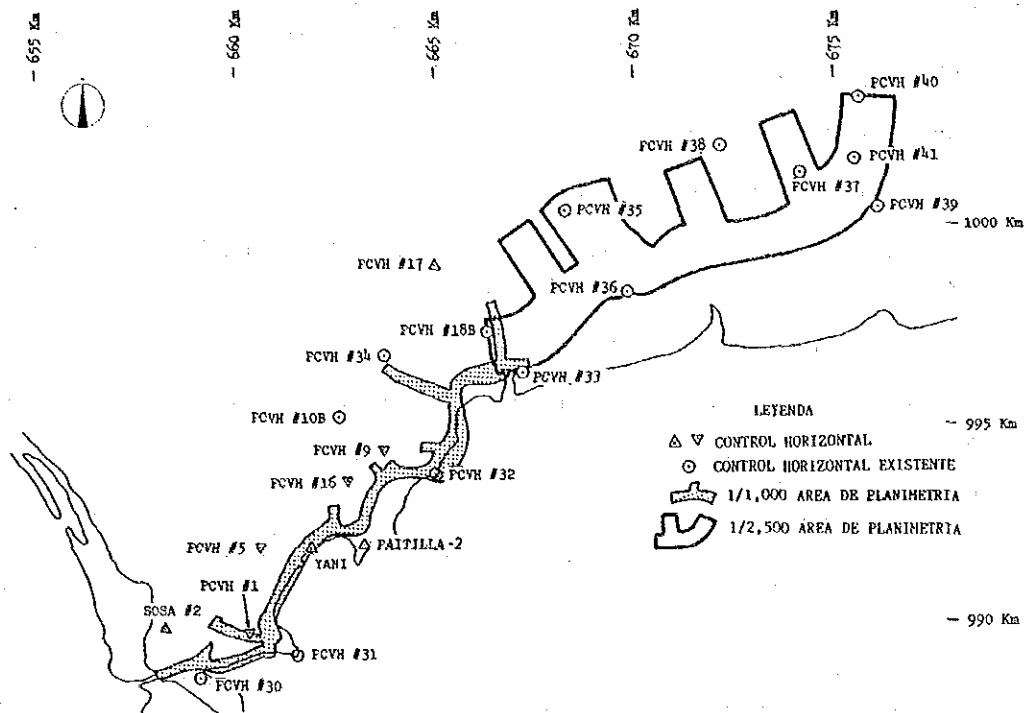 — 655 Km
— 660 Km
— 665 Km
— 670 Km
— 675 Km
PCVH #40
PCVH #38
PCVH #41
PCVH #37
PCVH #35
PCVH #39
— 1000 Km
PCVH #17
PCVH #36
PCVH #18B
PCVH #34
PCVH #33
PCVH #10B
LEYENDA
— 995 Km
CONTROL HORIZONTAL
PCVH #9
CONTROL HORIZONTAL EXISTENTE
PCVH #32
PCVH #16
1/1,000 AREA DE PLANIMETRIA
1/2,500 ÁREA DE PLANIMETRIA
PCVH #5
PAITILLA-2
YANI
PCVH #1
SOSA #2
— 990 Km
PCVH #31
PCVH #30